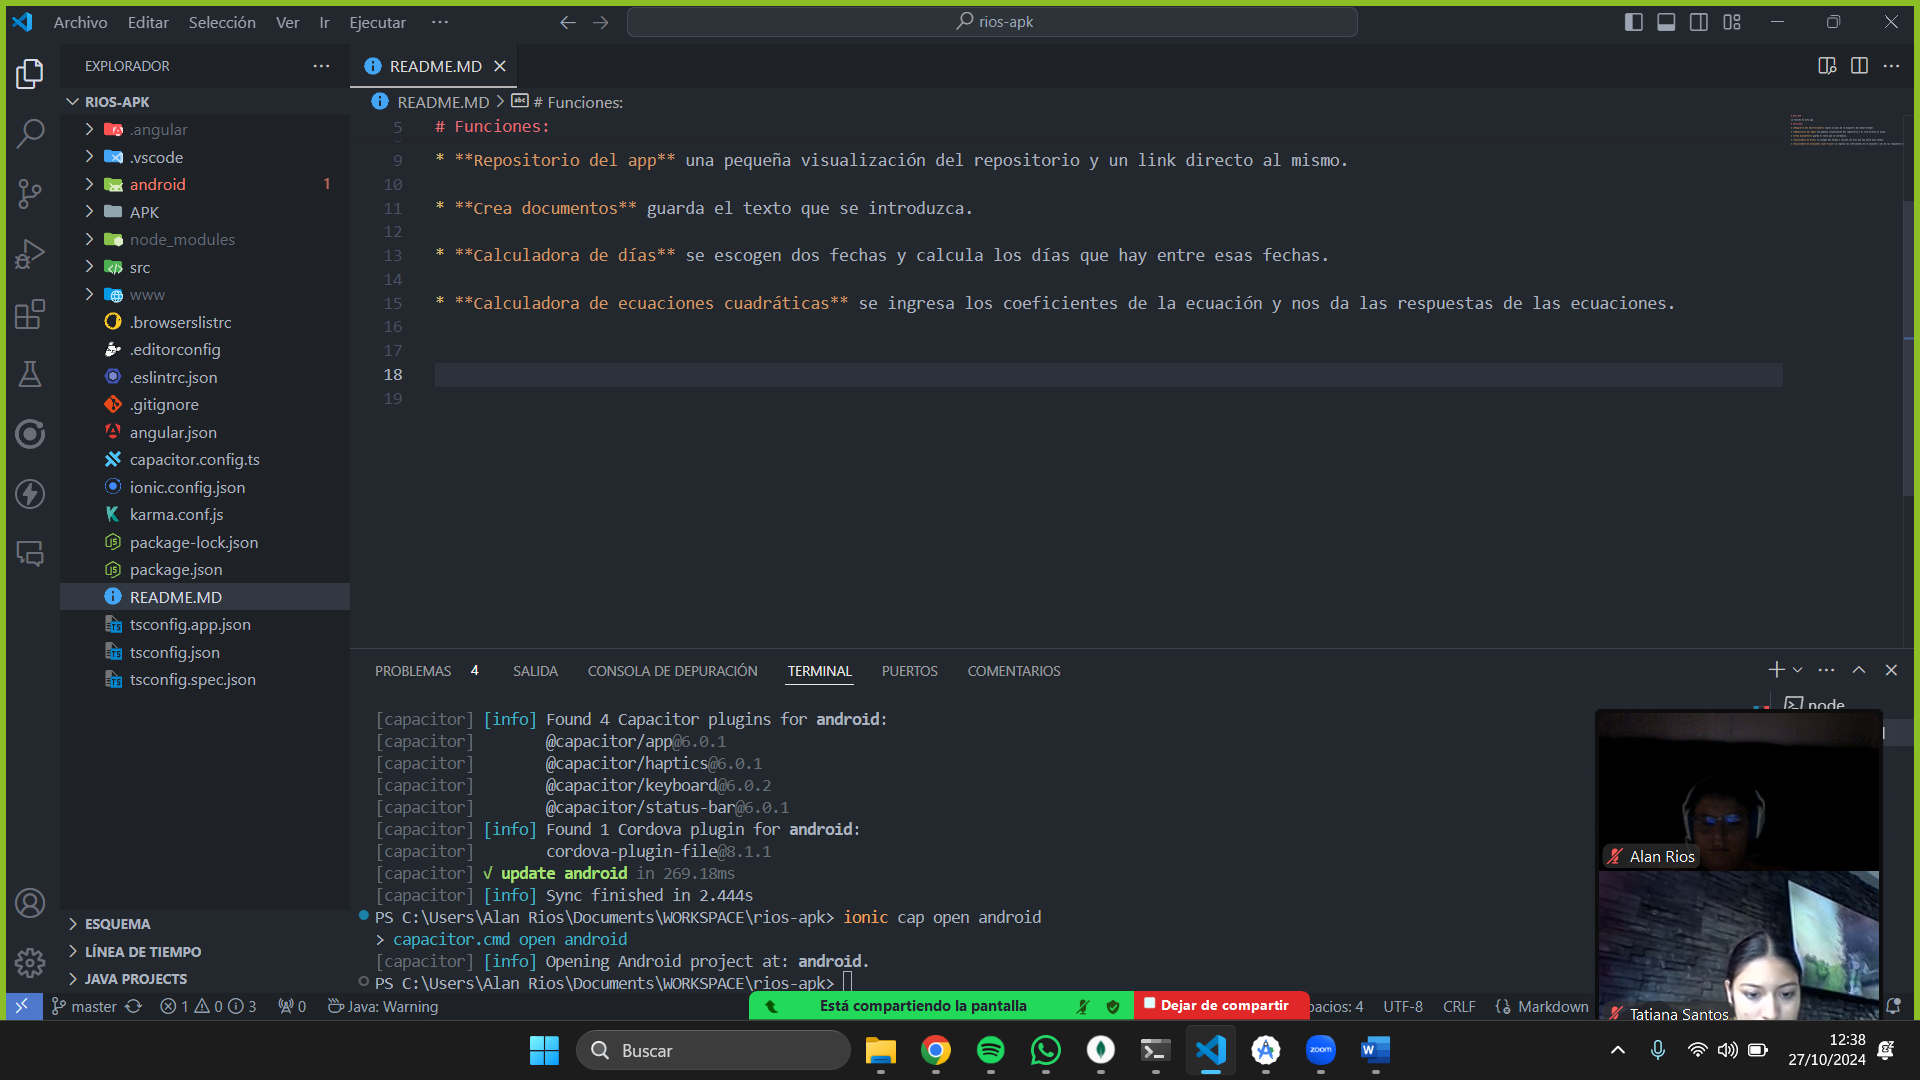 Archivo Editar Selección Ver Ir Ejecutar ··· rios-apk
EXPLORADOR
README.MD
RIOS-APK
README.MD > # Funciones:
.angular
.vscode
android 1
APK
node_modules
src
www
.browserslistrc
.editorconfig
.eslintrc.json
.gitignore
angular.json
capacitor.config.ts
ionic.config.json
karma.conf.js
package-lock.json
package.json
README.MD
tsconfig.app.json
tsconfig.json
tsconfig.spec.json
ESQUEMA
LÍNEA DE TIEMPO
JAVA PROJECTS
5 # Funciones:
9 * **Repositorio del app** una pequeña visualización del repositorio y un link directo al mismo.
10
11 * **Crea documentos** guarda el texto que se introduzca.
12
13 * **Calculadora de días** se escogen dos fechas y calcula los días que hay entre esas fechas.
14
15 * **Calculadora de ecuaciones cuadráticas** se ingresa los coeficientes de la ecuación y nos da las respuestas de las ecuaciones.
16
17
18
19
PROBLEMAS 4 SALIDA CONSOLA DE DEPURACIÓN TERMINAL PUERTOS COMENTARIOS
node
[capacitor] [info] Found 4 Capacitor plugins for android:
[capacitor] @capacitor/app@6.0.1
[capacitor] @capacitor/haptics@6.0.1
[capacitor] @capacitor/keyboard@6.0.2
[capacitor] @capacitor/status-bar@6.0.1
[capacitor] [info] Found 1 Cordova plugin for android:
[capacitor] cordova-plugin-file@8.1.1
[capacitor] √ update android in 269.18ms
[capacitor] [info] Sync finished in 2.444s
PS C:\Users\Alan Rios\Documents\WORKSPACE\rios-apk> ionic cap open android
> capacitor.cmd open android
[capacitor] [info] Opening Android project at: android.
PS C:\Users\Alan Rios\Documents\WORKSPACE\rios-apk>
Alan Rios
Tatiana Santos
master 1 0 3 0 Java: Warning
Está compartiendo la pantalla Dejar de compartir
pacios: 4 UTF-8 CRLF Markdown
Buscar
zoom
12:38
27/10/2024